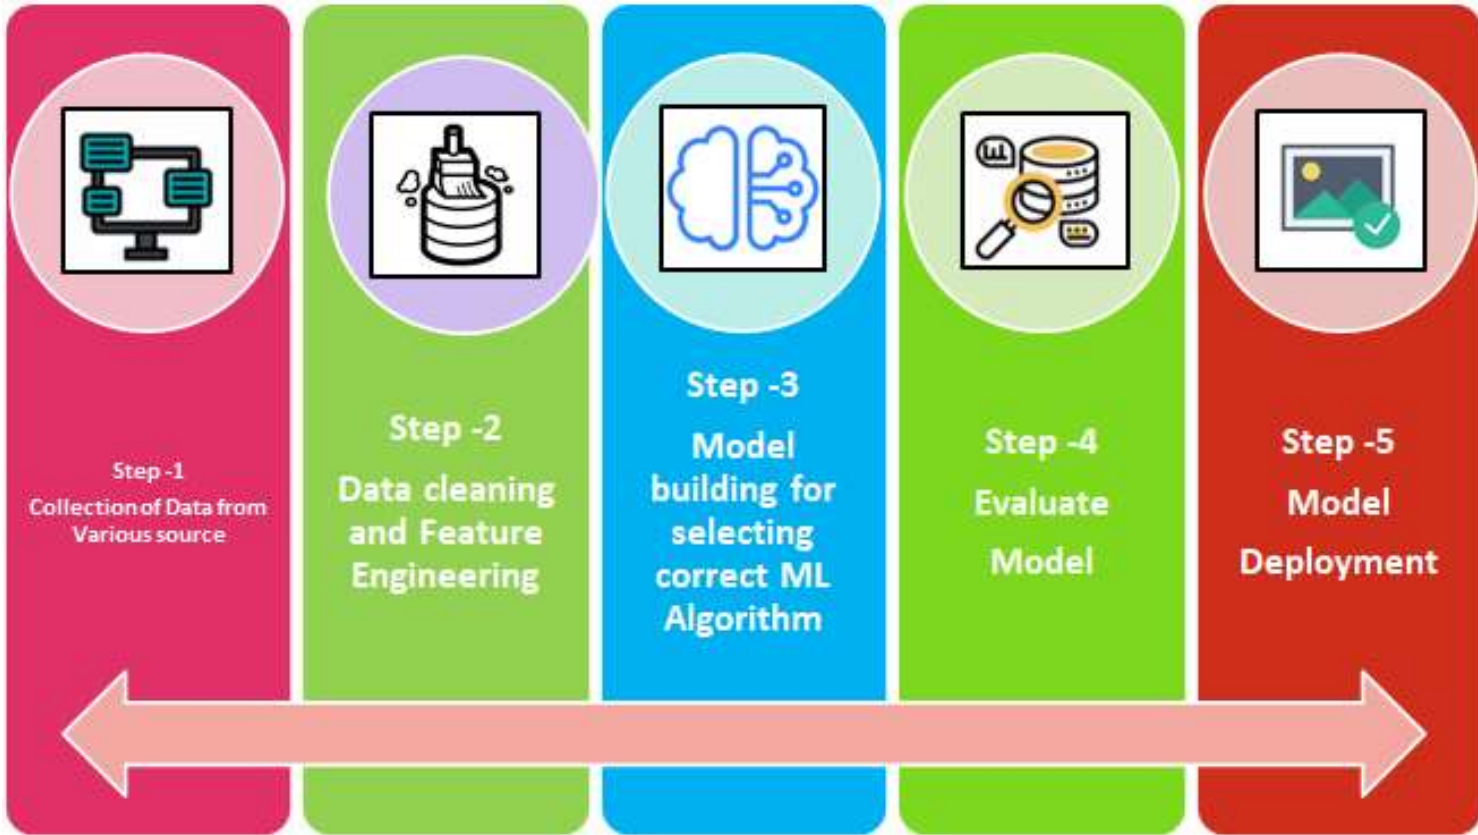 Step -1
Collection of Data from
Various source
Step -2
Data cleaning
and Feature
Engineering
Step -3
Model
building for
selecting
correct ML
Algorithm
Step -4
Evaluate
Model
Step -5
Model
Deployment